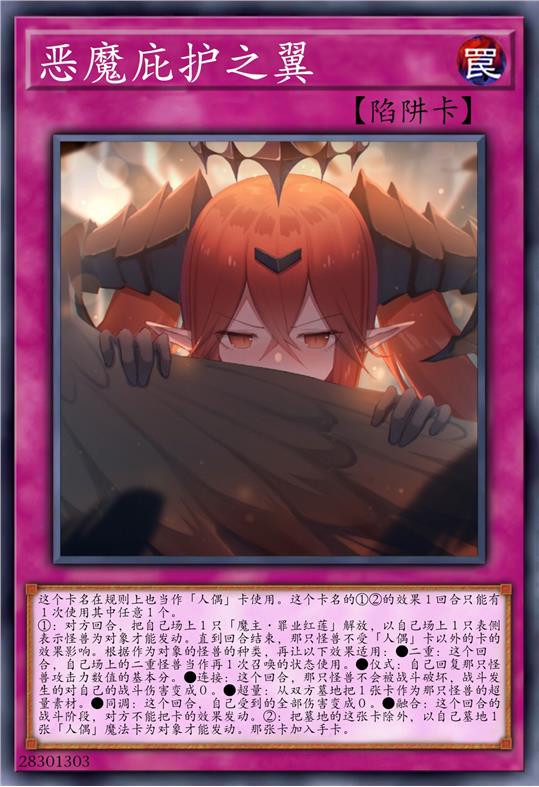 恶魔庇护之翼
罠
【陷阱卡】
这个卡名在规则上也当作「人偶」卡使用。这个卡名的①②的效果1回合只能有
1次使用其中任意1个。
①：对方回合，把自己场上1只「魔主·罪业红莲」解放，以自己场上1只表侧
表示怪兽为对象才能发动。直到回合结束，那只怪兽不受「人偶」卡以外的卡的
效果影响。根据作为对象的怪兽的种类，再让以下效果适用：●二重：这个回
合，自己场上的二重怪兽当作再1次召唤的状态使用。●仪式：自己回复那只怪
兽攻击力数值的基本分。●连接：这个回合，那只怪兽不会被战斗破坏，战斗发
生的对自己的战斗伤害变成0。●超量：从双方墓地把1张卡作为那只怪兽的超
量素材。●同调：这个回合，自己受到的全部伤害变成0。●融合：这个回合的
战斗阶段，对方不能把卡的效果发动。②：把墓地的这张卡除外，以自己墓地1
张「人偶」魔法卡为对象才能发动。那张卡加入手卡。
28301303